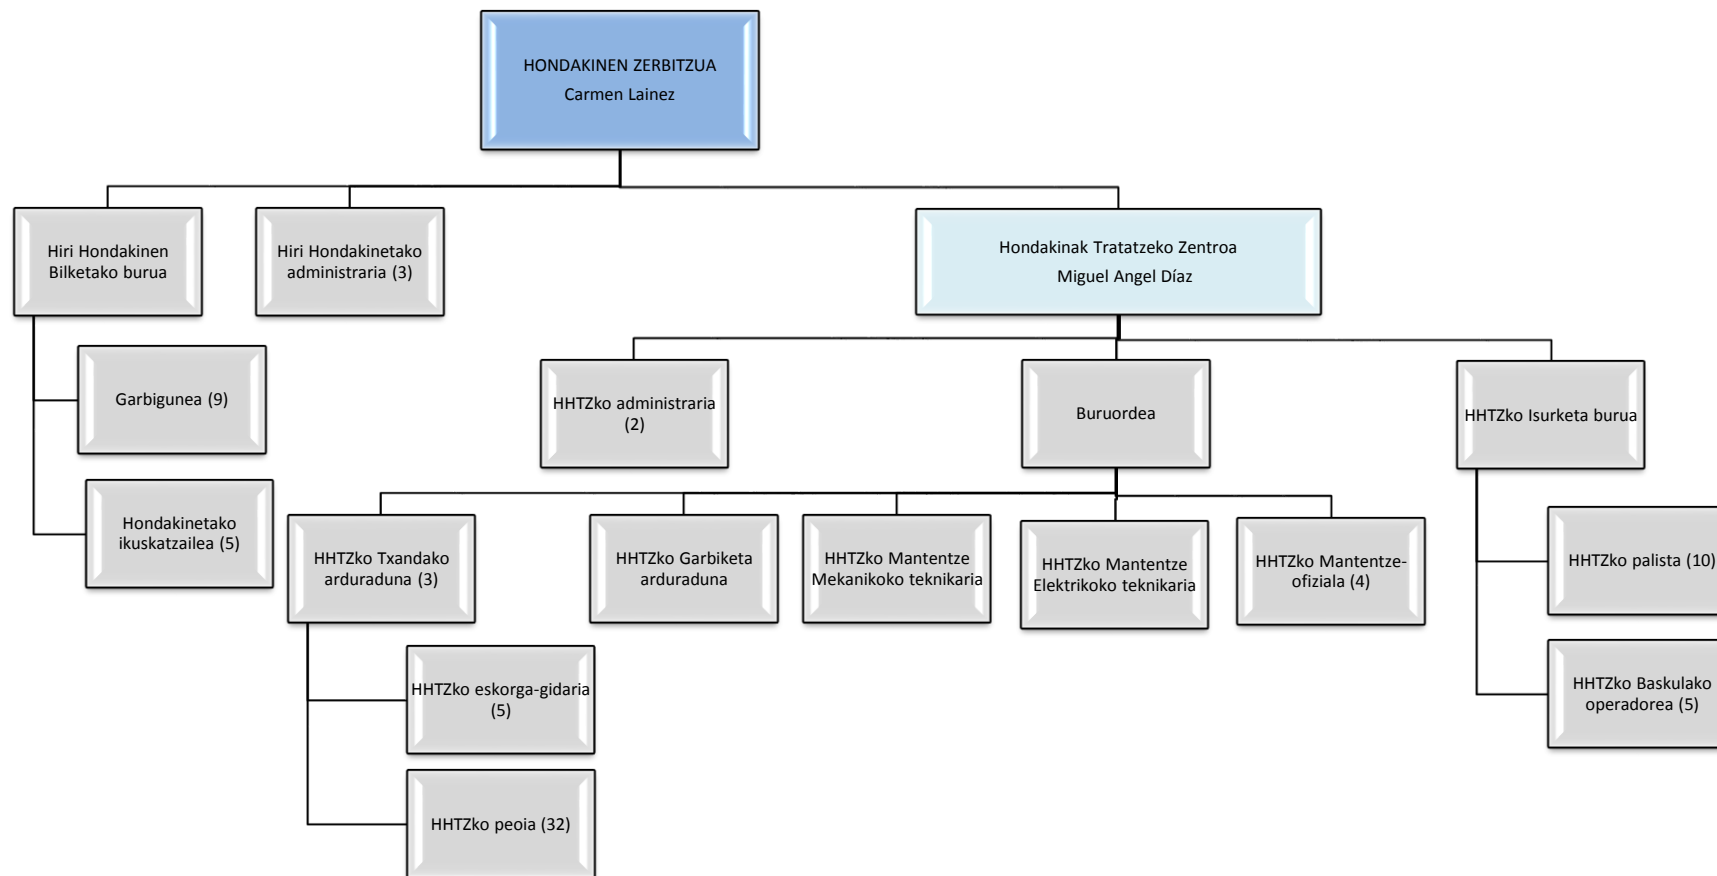 HONDAKINEN ZERBITZUA
Carmen Lainez
Hiri Hondakinen
Bilketako burua
Hiri Hondakinetako
administraria (3)
Hondakinak Tratatzeko Zentroa
Miguel Angel Díaz
Garbigunea (9)
Hondakinetako
ikuskatzailea (5)
HHTZko administraria
(2)
Buruordea
HHTZko Isurketa burua
HHTZko Txandako
arduraduna (3)
HHTZko Garbiketa
arduraduna
HHTZko Mantentze
Mekanikoko teknikaria
HHTZko Mantentze
Elektrikoko teknikaria
HHTZko Mantentze-
ofiziala (4)
HHTZko palista (10)
HHTZko Baskulako
operadorea (5)
HHTZko eskorga-gidaria
(5)
HHTZko peoia (32)